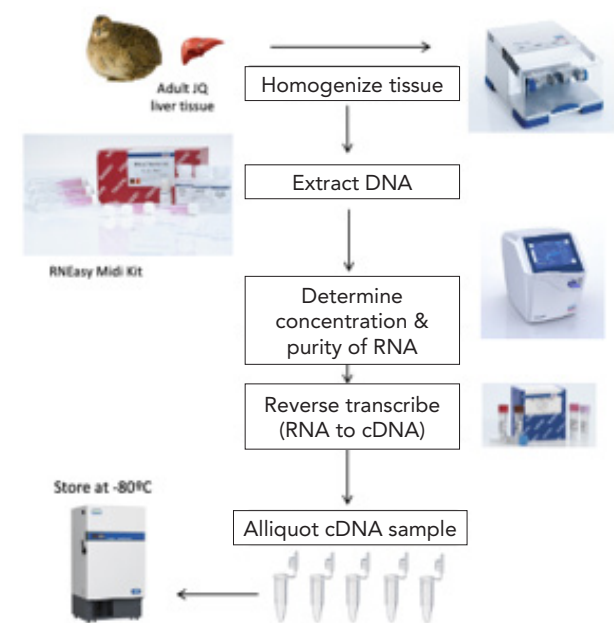 Adult JQ
liver tissue
Homogenize tissue
Extract DNA
RNEasy Midi Kit
Determine
concentration &
purity of RNA
Reverse transcribe
(RNA to cDNA)
Store at -80ºC
Alliquot cDNA sample